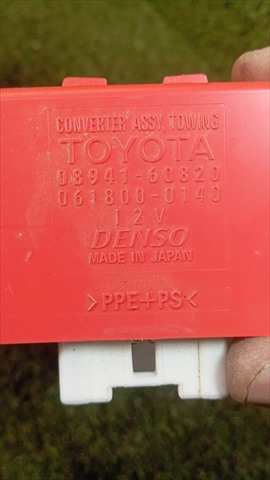 CONVERTER ASSY, TOWING
TOYOTA
08941-60820
061800-0140
12V
DENSO
MADE IN JAPAN
>PPE+PS<